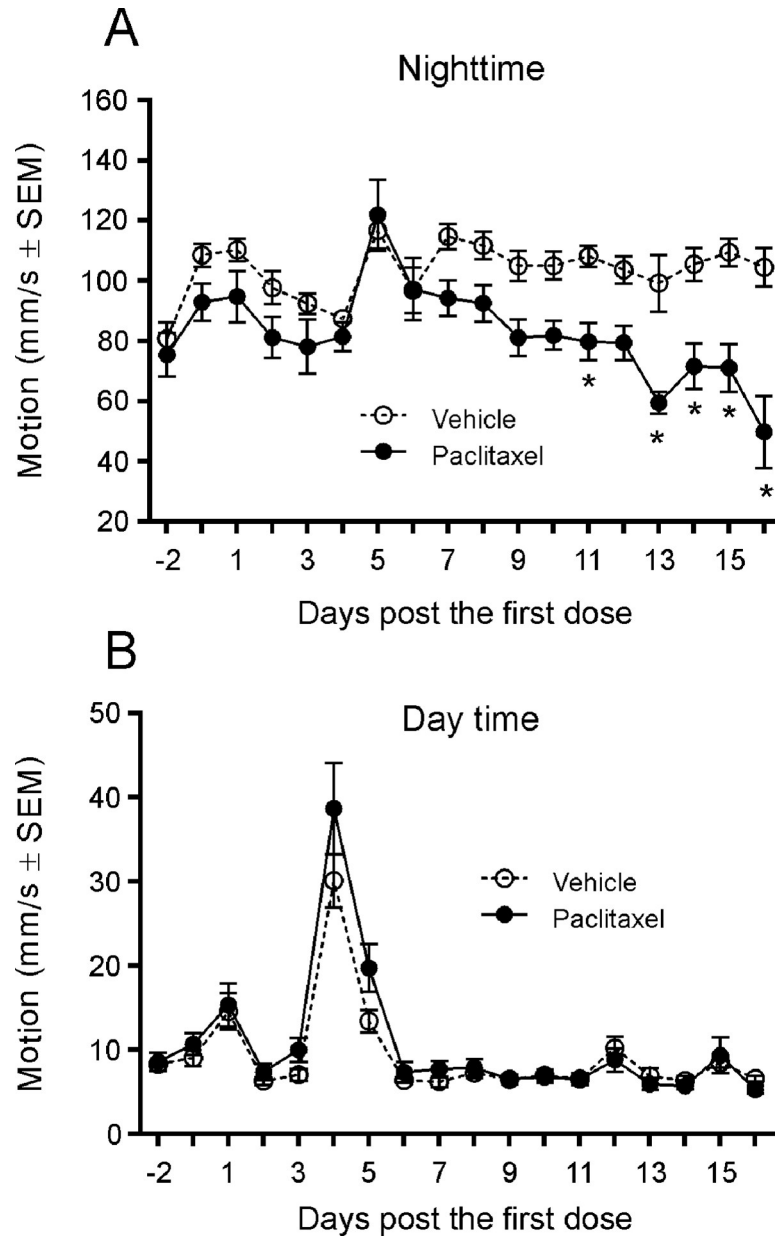 A
Nighttime
Motion (mm/s ± SEM)
160
140
120
100
80
60
40
20
Vehicle
Paclitaxel
*
*
*
*
*
-2 1 3 5 7 9 11 13 15
Days post the first dose
B
Day time
Motion (mm/s ± SEM)
50
40
30
20
10
0
Vehicle
Paclitaxel
-2 1 3 5 7 9 11 13 15
Days post the first dose